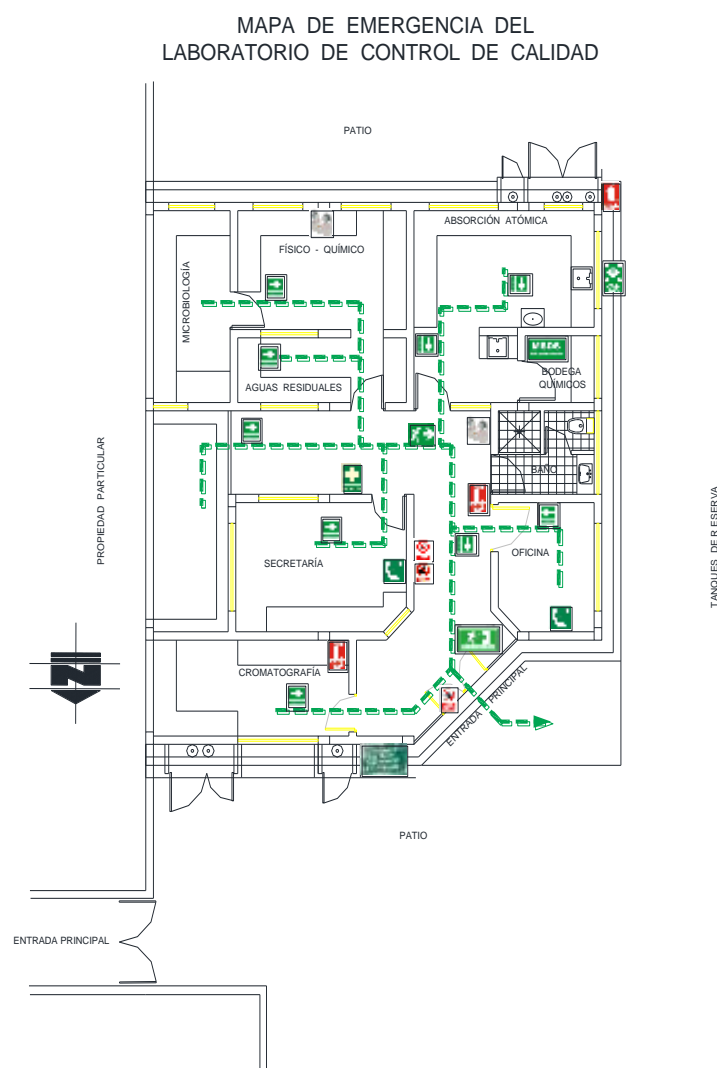 MAPA DE EMERGENCIA DEL
LABORATORIO DE CONTROL DE CALIDAD
PATIO
ABSORCIÓN ATÓMICA
FÍSICO - QUÍMICO
MICROBIOLOGÍA
AGUAS RESIDUALES
BODEGA
QUÍMICOS
BAÑO
PROPIEDAD PARTICULAR
TANQUES DE RESERVA
SECRETARÍA
OFICINA
CROMATOGRAFÍA
ENTRADA PRINCIPAL
N
PATIO
ENTRADA PRINCIPAL